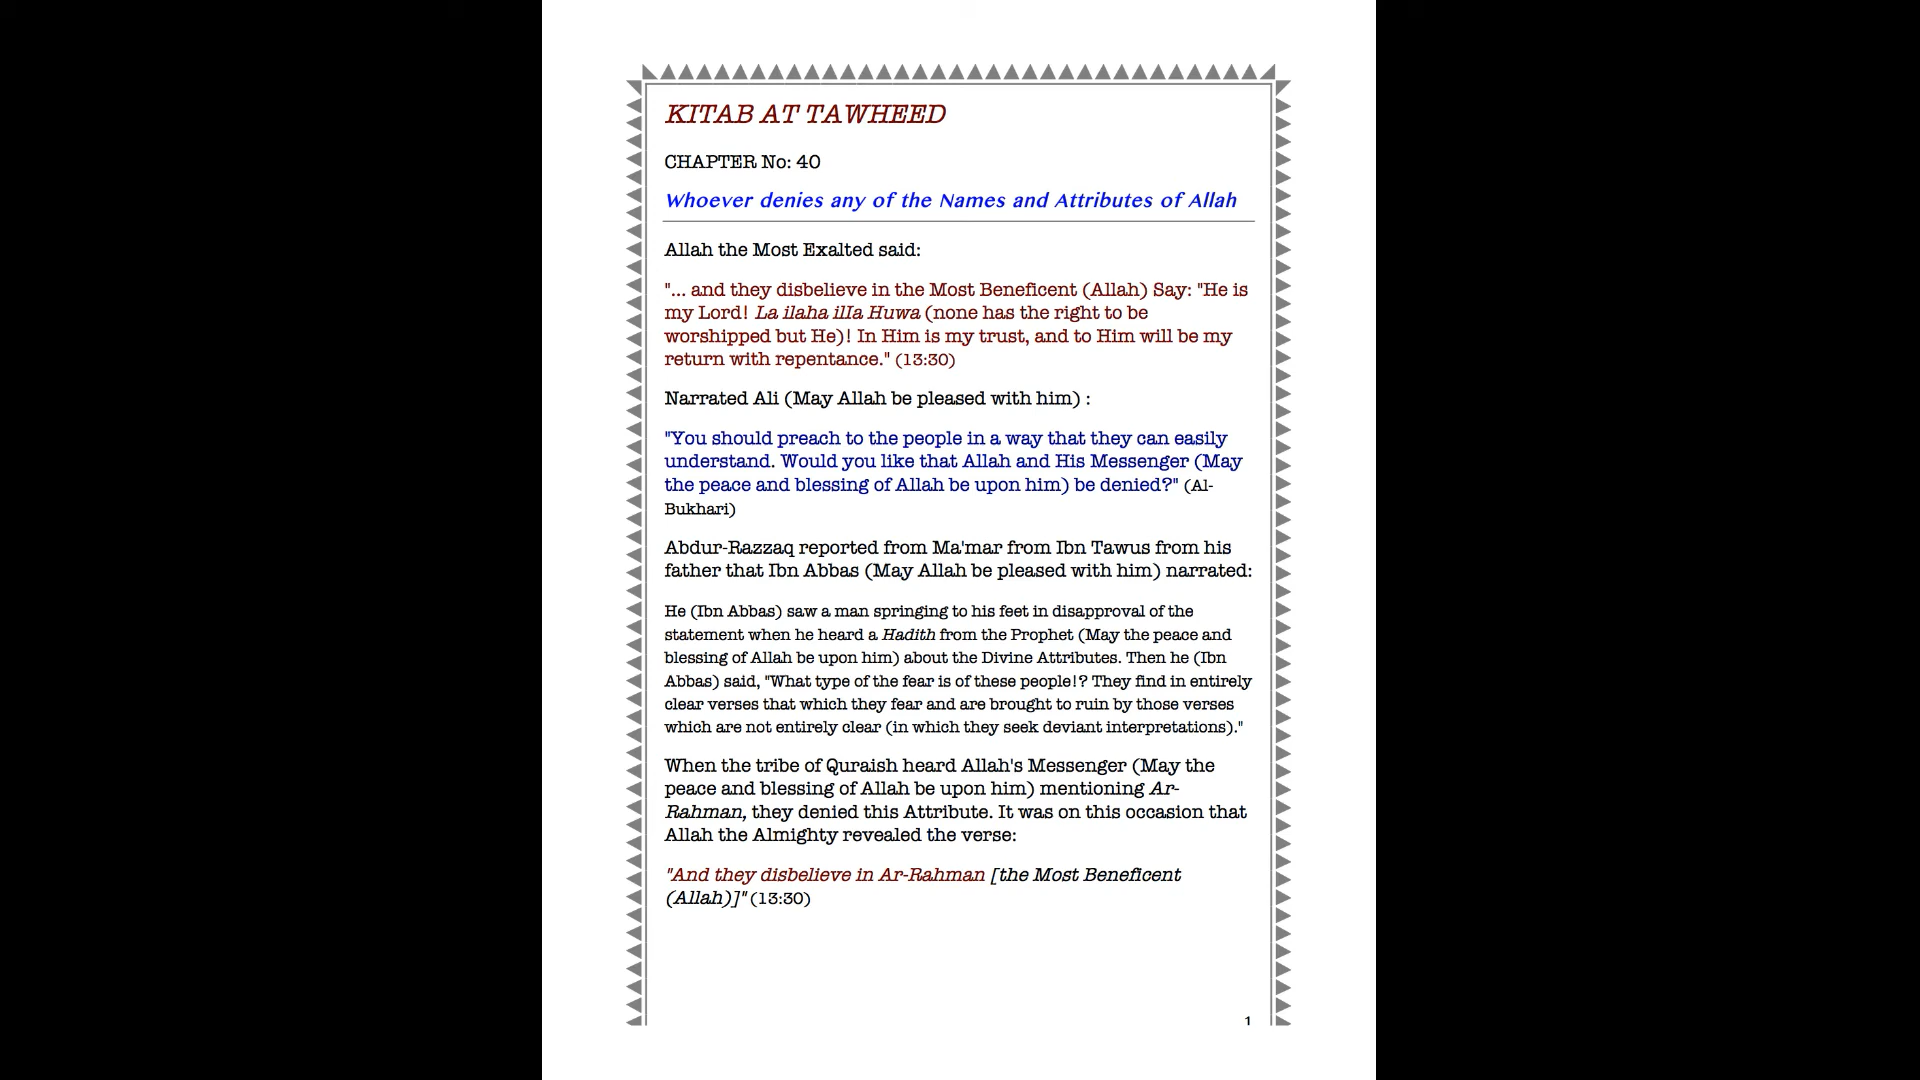 KITAB AT TAWHEED
CHAPTER No: 40
Whoever denies any of the Names and Attributes of Allah
Allah the Most Exalted said:
"... and they disbelieve in the Most Beneficent (Allah) Say: "He is
my Lord! La ilaha illa Huwa (none has the right to be
worshipped but He)! In Him is my trust, and to Him will be my
return with repentance." (13:30)
Narrated Ali (May Allah be pleased with him) :
"You should preach to the people in a way that they can easily
understand. Would you like that Allah and His Messenger (May
the peace and blessing of Allah be upon him) be denied?" (Al-
Bukhari)
Abdur-Razzaq reported from Ma'mar from Ibn Tawus from his
father that Ibn Abbas (May Allah be pleased with him) narrated:
He (Ibn Abbas) saw a man springing to his feet in disapproval of the
statement when he heard a Hadith from the Prophet (May the peace and
blessing of Allah be upon him) about the Divine Attributes. Then he (Ibn
Abbas) said, "What type of the fear is of these people!? They find in entirely
clear verses that which they fear and are brought to ruin by those verses
which are not entirely clear (in which they seek deviant interpretations)."
When the tribe of Quraish heard Allah's Messenger (May the
peace and blessing of Allah be upon him) mentioning Ar-
Rahman, they denied this Attribute. It was on this occasion that
Allah the Almighty revealed the verse:
"And they disbelieve in Ar-Rahman [the Most Beneficent
(Allah)]" (13:30)
1